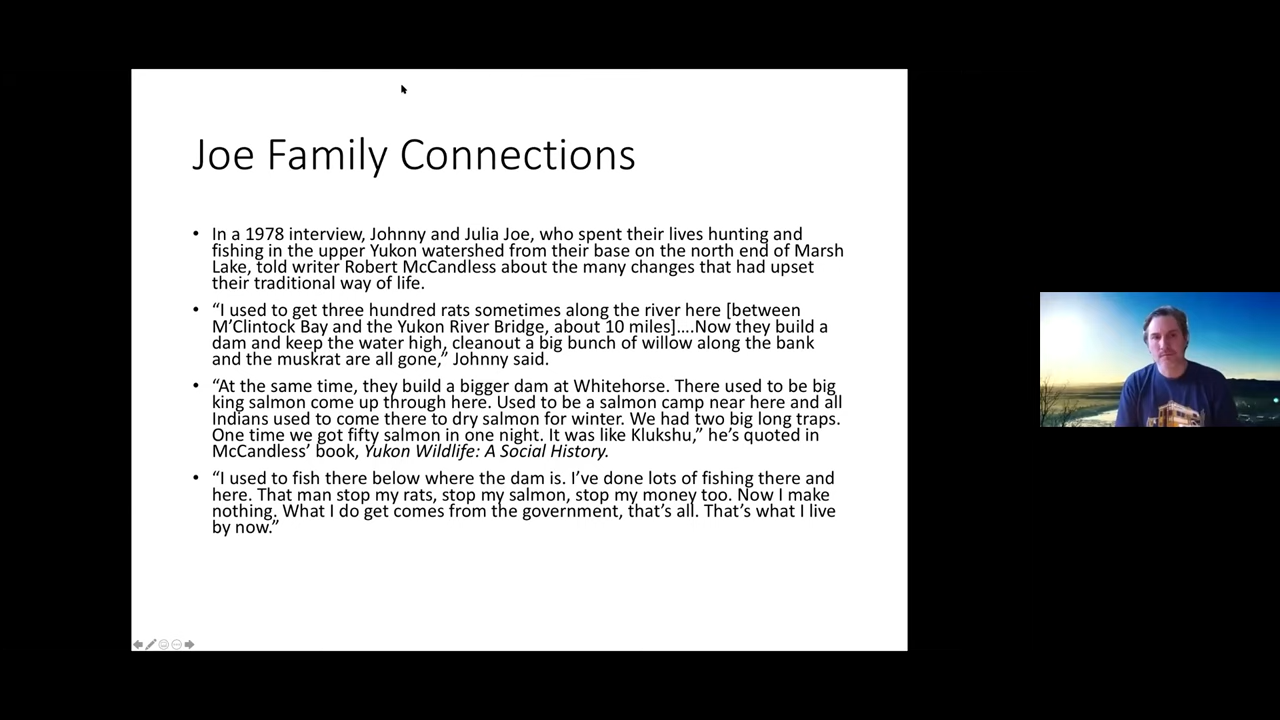 Joe Family Connections
• In a 1978 interview, Johnny and Julia Joe, who spent their lives hunting and
fishing in the upper Yukon watershed from their base on the north end of Marsh
Lake, told writer Robert McCandless about the many changes that had upset
their traditional way of life.
• “I used to get three hundred rats sometimes along the river here [between
M’Clintock Bay and the Yukon River Bridge, about 10 miles]....Now they build a
dam and keep the water high, cleanout a big bunch of willow along the bank
and the muskrat are all gone,” Johnny said.
• “At the same time, they build a bigger dam at Whitehorse. There used to be big
king salmon come up through here. Used to be a salmon camp near here and all
Indians used to come there to dry salmon for winter. We had two big long traps.
One time we got fifty salmon in one night. It was like Klukshu,” he’s quoted in
McCandless’ book, Yukon Wildlife: A Social History.
• “I used to fish there below where the dam is. I’ve done lots of fishing there and
here. That man stop my rats, stop my salmon, stop my money too. Now I make
nothing. What I do get comes from the government, that’s all. That’s what I live
by now.”